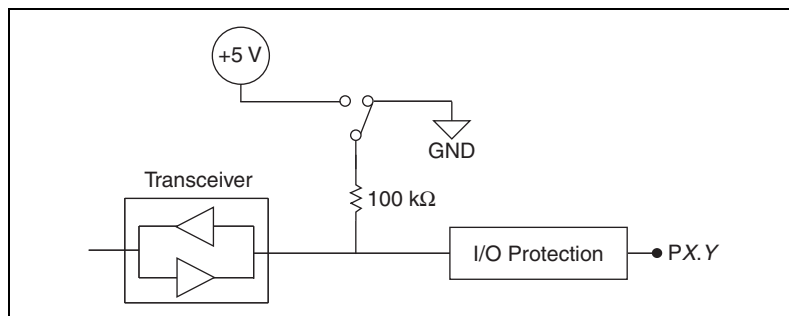 +5 V
GND
Transceiver
100 kΩ
I/O Protection
PX.Y